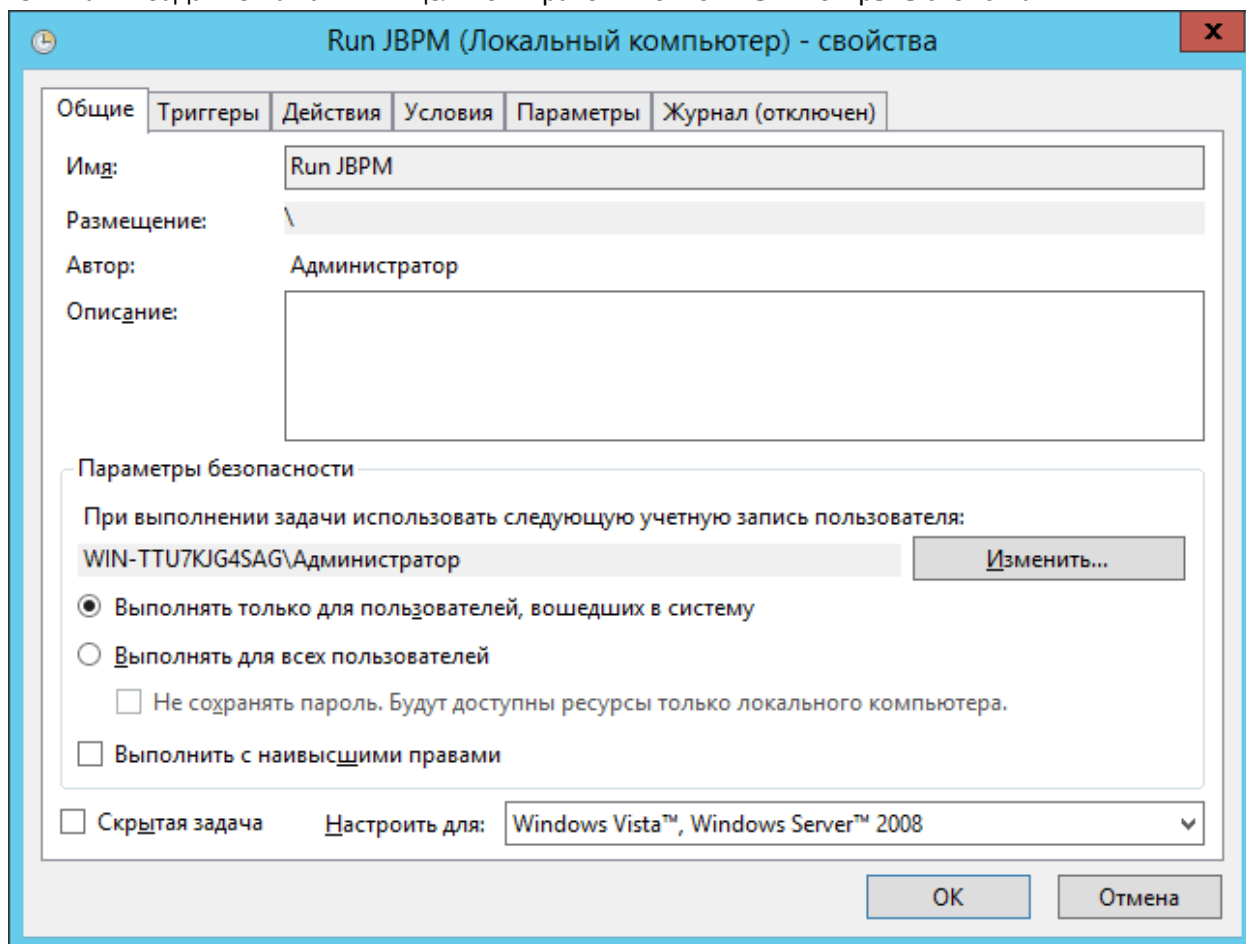 Run JBPM (Локальный компьютер) - свойства
x
Общие Триггеры Действия Условия Параметры Журнал (отключен)
Имя: Run JBPM
Размещение: \
Автор: Администратор
Описание:
Параметры безопасности
При выполнении задачи использовать следующую учетную запись пользователя:
WIN-TTU7KJG4SAG\Администратор Изменить...
Выполнять только для пользователей, вошедших в систему
Выполнять для всех пользователей
Не сохранять пароль. Будут доступны ресурсы только локального компьютера.
Выполнить с наивысшими правами
Скрытая задача Настроить для: Windows Vista™, Windows Server™ 2008
OK Отмена